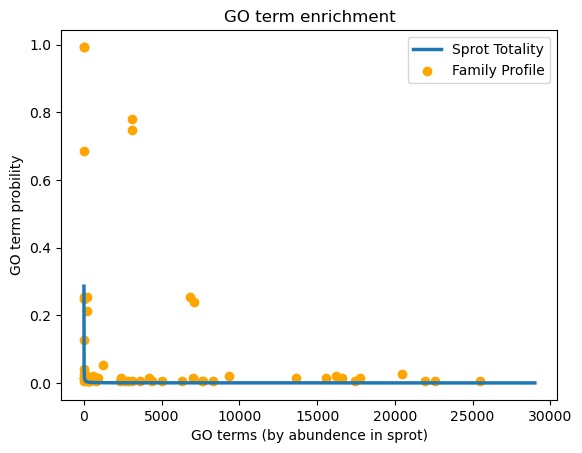 GO term enrichment
Sprot Totality
Family Profile
GO term probility
1.0
0.8
0.6
0.4
0.2
0.0
0 5000 10000 15000 20000 25000 30000
GO terms (by abundence in sprot)